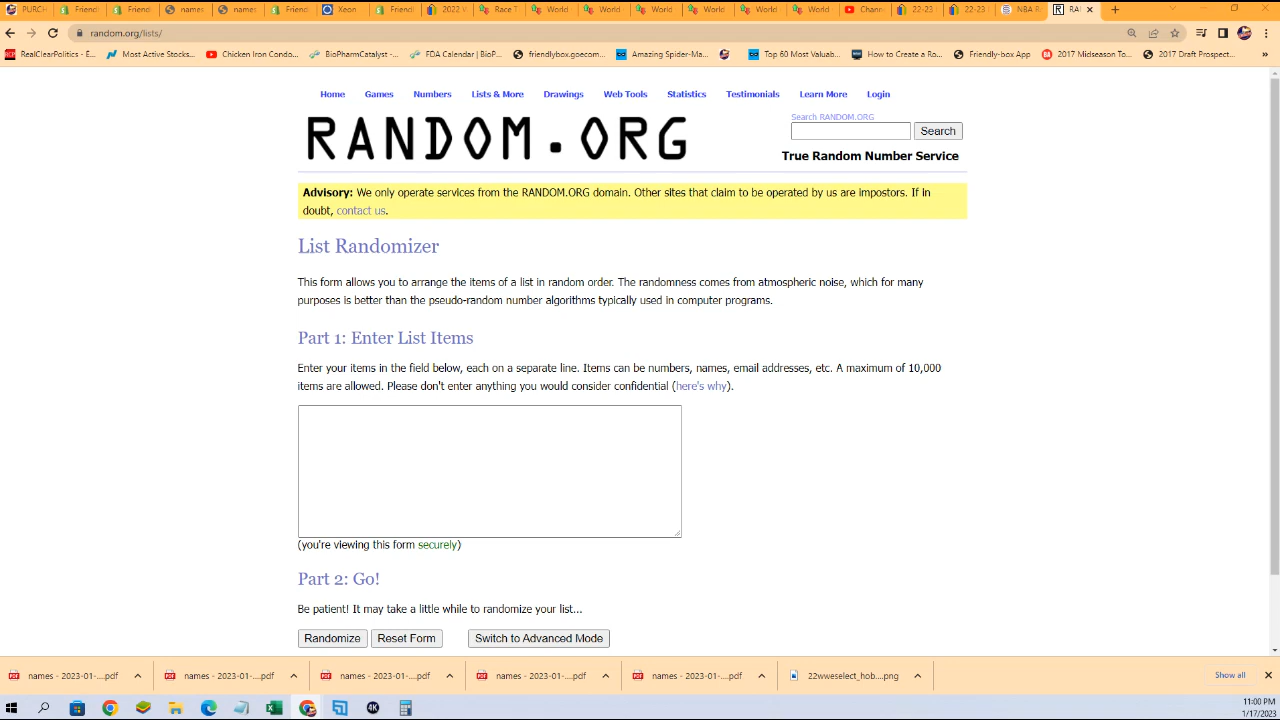 PURCH
Friendl
Friendl
names
names
Friendl
Xeon
Friendl
2022 V
Race T
World
World
World
World
World
World
Chann
22-23
22-23
NBA R
RA
random.org/lists/
RealClearPolitics - E...
Most Active Stocks...
Chicken Iron Condo...
BioPharmCatalyst -...
FDA Calendar | BioP...
friendlybox.goecom...
Amazing Spider-Ma...
Top 60 Most Valuab...
How to Create a Ro...
Friendly-box App
2017 Midseason To...
2017 Draft Prospect...
Home Games Numbers Lists & More Drawings Web Tools Statistics Testimonials Learn More Login
RANDOM.ORG
Search RANDOM.ORG
Search
True Random Number Service
Advisory: We only operate services from the RANDOM.ORG domain. Other sites that claim to be operated by us are impostors. If in
doubt, contact us.
List Randomizer
This form allows you to arrange the items of a list in random order. The randomness comes from atmospheric noise, which for many
purposes is better than the pseudo-random number algorithms typically used in computer programs.
Part 1: Enter List Items
Enter your items in the field below, each on a separate line. Items can be numbers, names, email addresses, etc. A maximum of 10,000
items are allowed. Please don't enter anything you would consider confidential (here's why).
(you're viewing this form securely)
Part 2: Go!
Be patient! It may take a little while to randomize your list...
Randomize Reset Form Switch to Advanced Mode
names - 2023-01-....pdf
names - 2023-01-....pdf
names - 2023-01-....pdf
names - 2023-01-....pdf
names - 2023-01-....pdf
22wweselect_hob....png
Show all
11:00 PM
1/17/2023